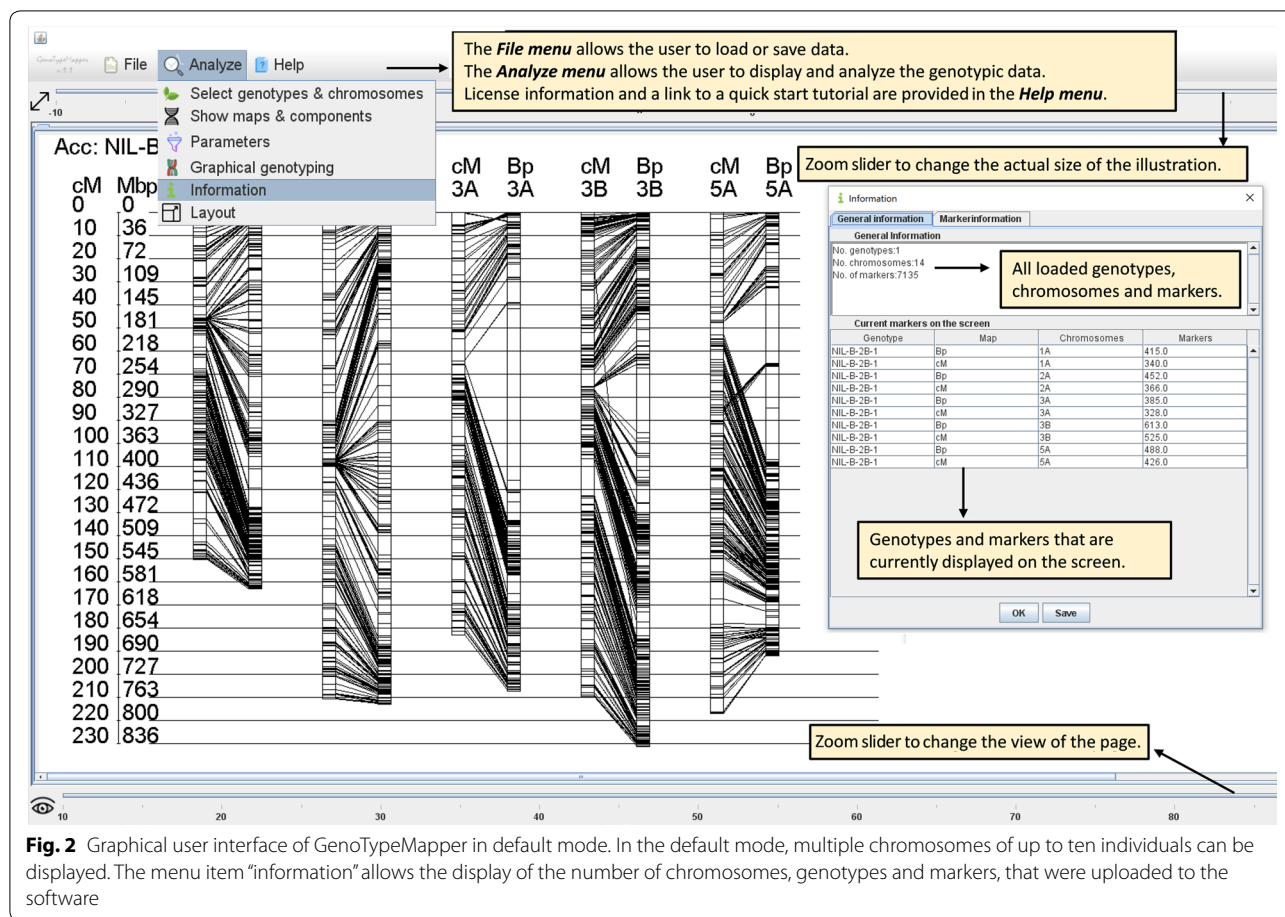 GenoTypeMapper
File
Analyze
Help
The File menu allows the user to load or save data.
The Analyze menu allows the user to display and analyze the genotypic data.
License information and a link to a quick start tutorial are provided in the Help menu.
Select genotypes & chromosomes
Show maps & components
Parameters
Graphical genotyping
Information
Layout
-10
Zoom slider to change the actual size of the illustration.
Acc: NIL-B
cM Bp cM Bp cM Bp
3A 3A 3B 3B 5A 5A
cM Mbp
0 0
10 36
20 72
30 109
40 145
50 181
60 218
70 254
80 290
90 327
100 363
110 400
120 436
130 472
140 509
150 545
160 581
170 618
180 654
190 690
200 727
210 763
220 800
230 836
Information
General information Markerinformation
General Information
No. genotypes:1
No. chromosomes:14
No. of markers:7135
All loaded genotypes,
chromosomes and markers.
Current markers on the screen
Genotype Map Chromosomes Markers
NIL-B-2B-1 Bp 1A 415.0
NIL-B-2B-1 cM 1A 340.0
NIL-B-2B-1 Bp 2A 452.0
NIL-B-2B-1 cM 2A 366.0
NIL-B-2B-1 Bp 3A 385.0
NIL-B-2B-1 cM 3A 328.0
NIL-B-2B-1 Bp 3B 613.0
NIL-B-2B-1 cM 3B 525.0
NIL-B-2B-1 Bp 5A 488.0
NIL-B-2B-1 cM 5A 426.0
Genotypes and markers that are
currently displayed on the screen.
OK Save
Zoom slider to change the view of the page.
10 20 30 40 50 60 70 80
Fig. 2 Graphical user interface of GenoTypeMapper in default mode. In the default mode, multiple chromosomes of up to ten individuals can be
displayed. The menu item “information” allows the display of the number of chromosomes, genotypes and markers, that were uploaded to the
software